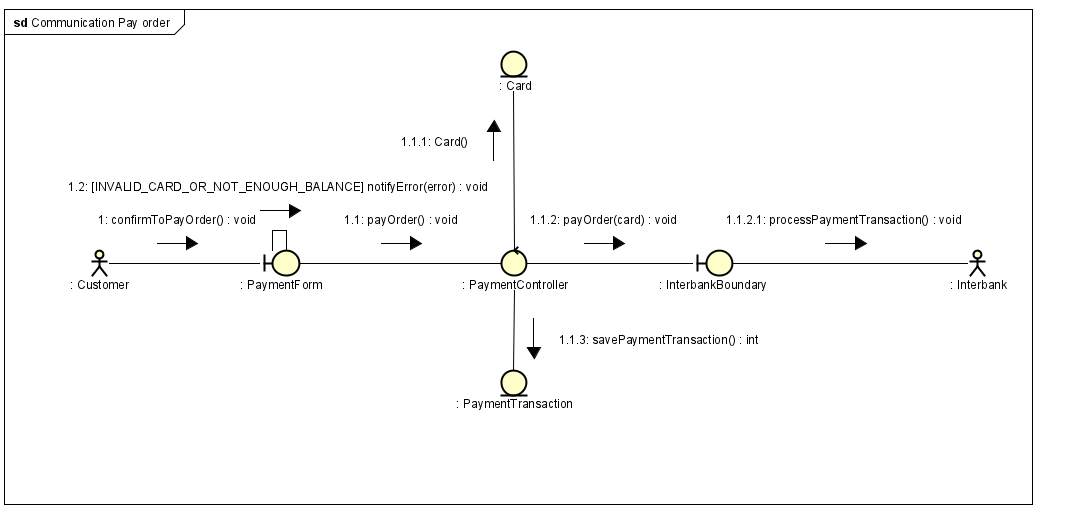 sd Communication Pay order
: Card
1.1.1: Card()
1.2: [INVALID_CARD_OR_NOT_ENOUGH_BALANCE] notifyError(error) : void
1: confirmToPayOrder() : void
1.1: payOrder() : void
1.1.2: payOrder(card) : void
1.1.2.1: processPaymentTransaction() : void
: Customer
: PaymentForm
: PaymentController
: InterbankBoundary
: Interbank
1.1.3: savePaymentTransaction() : int
: PaymentTransaction